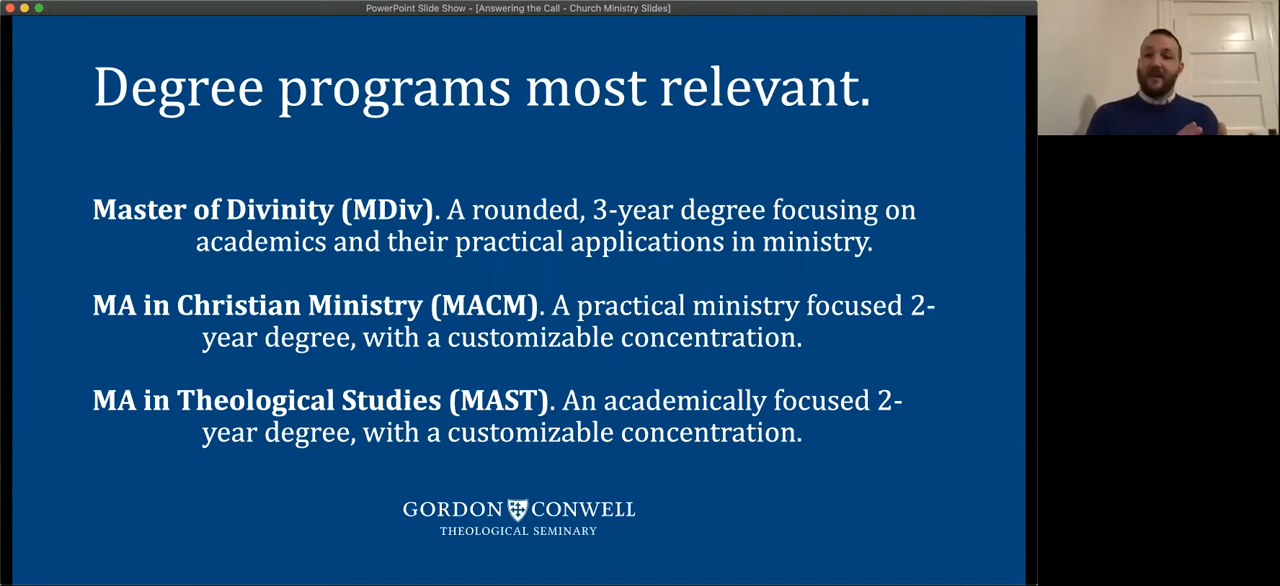 PowerPoint Slide Show - [Answering the Call - Church Ministry Slides]
Degree programs most relevant.
Master of Divinity (MDiv). A rounded, 3-year degree focusing on
academics and their practical applications in ministry.
MA in Christian Ministry (MACM). A practical ministry focused 2-
year degree, with a customizable concentration.
MA in Theological Studies (MAST). An academically focused 2-
year degree, with a customizable concentration.
GORDON CONWELL
THEOLOGICAL SEMINARY